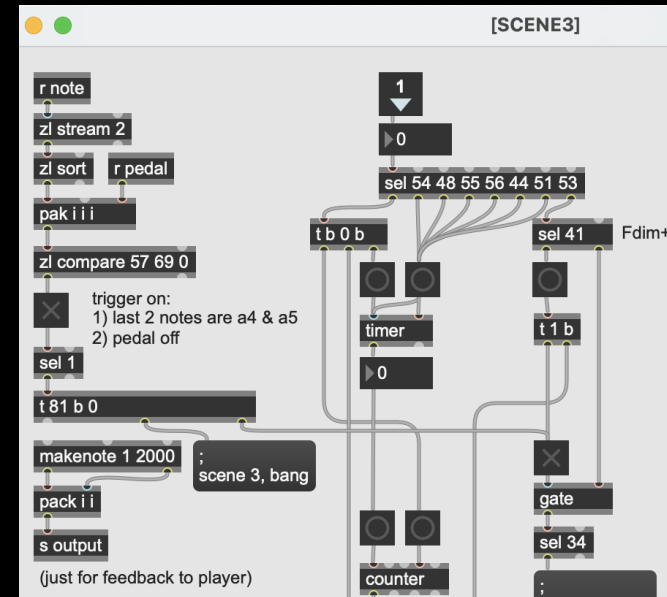 [SCENE3]
r note
zl stream 2
zl sort
r pedal
pak i i i
zl compare 57 69 0
trigger on:
1) last 2 notes are a4 & a5
2) pedal off
sel 1
t 81 b 0
makenote 1 2000
;
scene 3, bang
pack i i
s output
(just for feedback to player)
1
0
sel 54 48 55 56 44 51 53
t b 0 b
sel 41
Fdim+
timer
t 1 b
0
gate
sel 34
counter
;